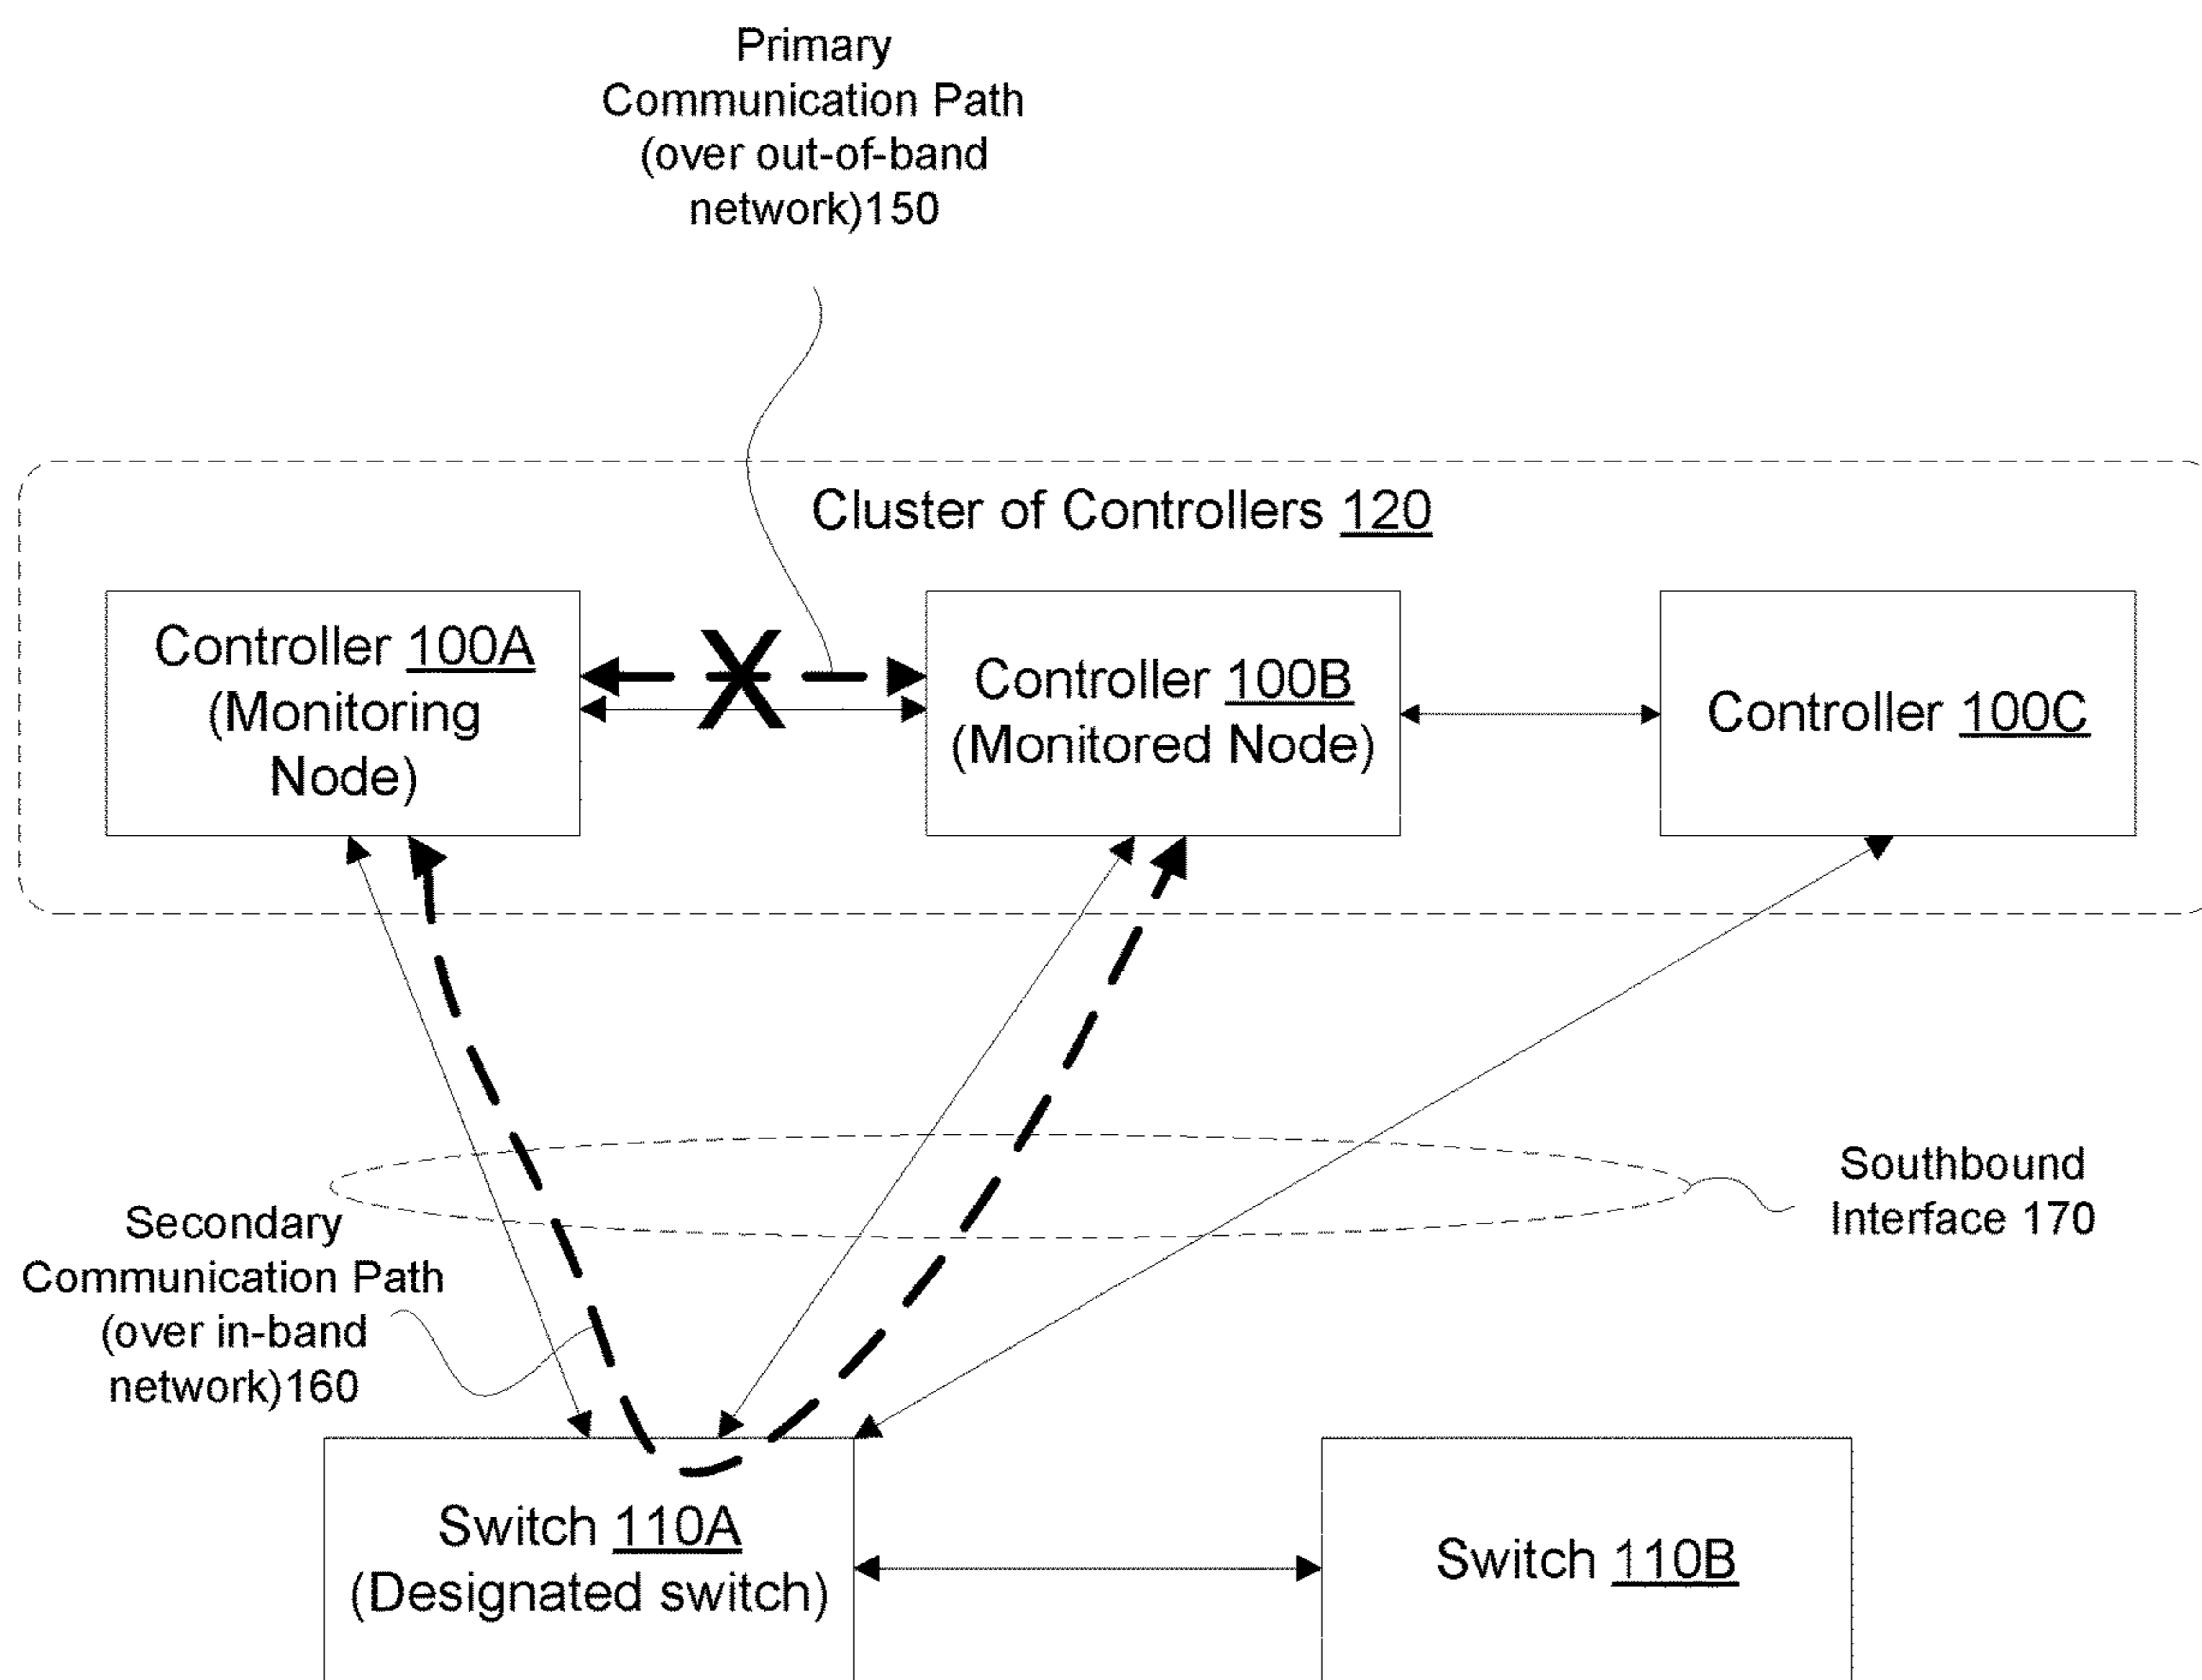 Primary
Communication Path
(over out-of-band
network)150
Cluster of Controllers 120
Controller 100A
(Monitoring
Node)
X
Controller 100B
(Monitored Node)
Controller 100C
Southbound
Interface 170
Secondary
Communication Path
(over in-band
network)160
Switch 110A
(Designated switch)
Switch 110B